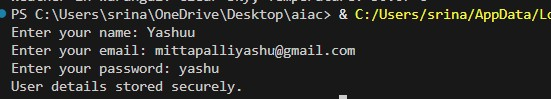 PS C:\Users\srina\OneDrive\Desktop\aiac> & C:/Users/srina/AppData/Lo
Enter your name: Yashuu
Enter your email: mittapalliyashu@gmail.com
Enter your password: yashu
User details stored securely.